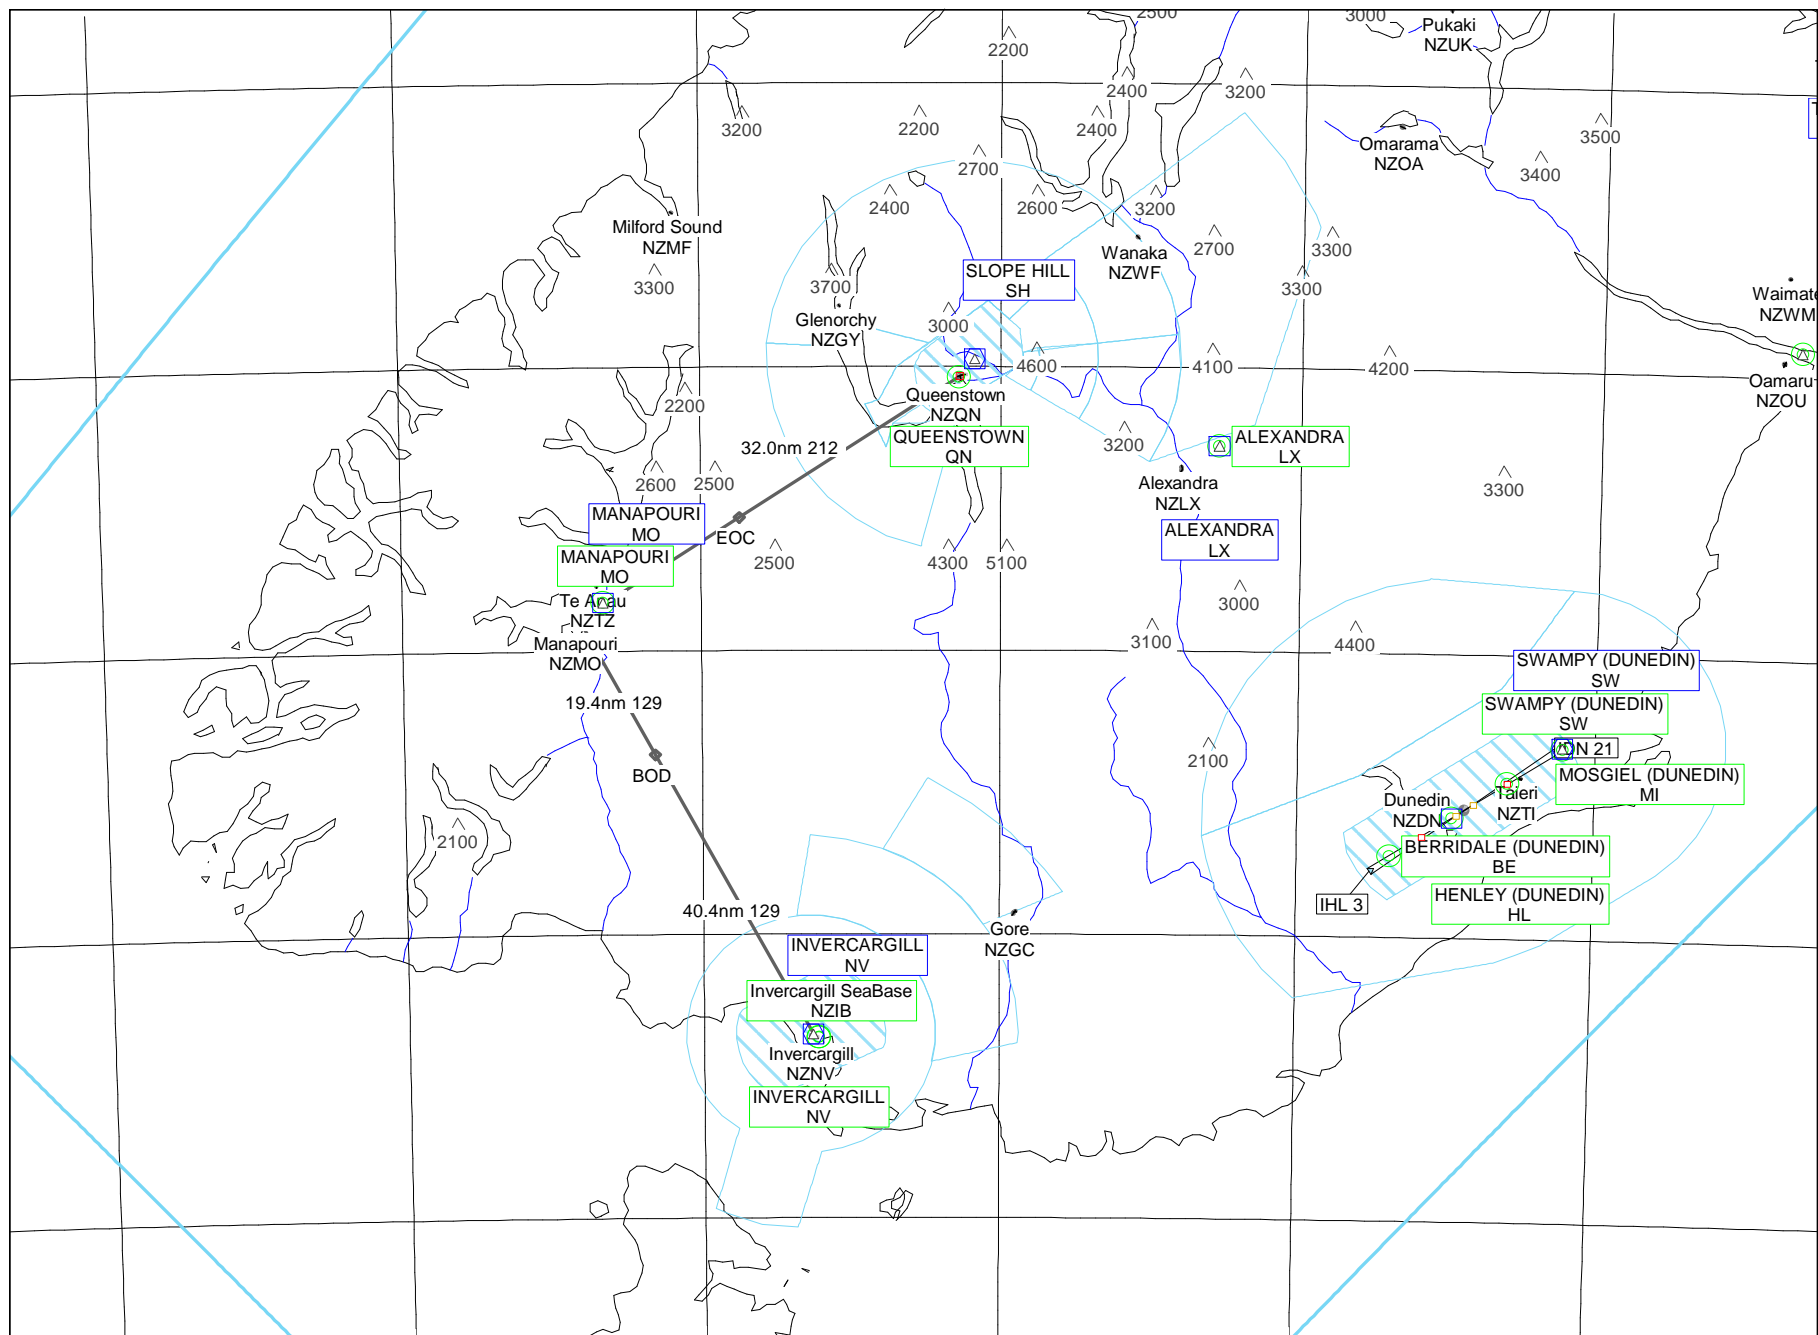 2500
3000
Pukaki
NZUK
2200
2400
3200
3200
2200
2400
3500
Omarama
NZOA
2700
3400
2400
2600
3200
Milford Sound
NZMF
2700
3300
Wanaka
NZWF
3300
3700
SLOPE HILL
SH
3300
Waimate
NZWM
Glenorchy
NZGY
3000
4600
4100
4200
Oamaru
NZOU
2200
Queenstown
NZQN
32.0nm 212
QUEENSTOWN
QN
3200
ALEXANDRA
LX
2600
2500
Alexandra
NZLX
3300
MANAPOURI
MO
EOC
ALEXANDRA
LX
MANAPOURI
MO
2500
4300
5100
Te Anau
NZTZ
3000
Manapouri
NZMO
3100
4400
SWAMPY (DUNEDIN)
SW
19.4nm 129
SWAMPY (DUNEDIN)
SW
BOD
2100
N 21
MOSGIEL (DUNEDIN)
MI
Taieri
NZTI
Dunedin
NZDN
2100
BERRIDALE (DUNEDIN)
BE
IHL 3
HENLEY (DUNEDIN)
HL
40.4nm 129
Gore
NZGC
INVERCARGILL
NV
Invercargill SeaBase
NZIB
Invercargill
NZNV
INVERCARGILL
NV